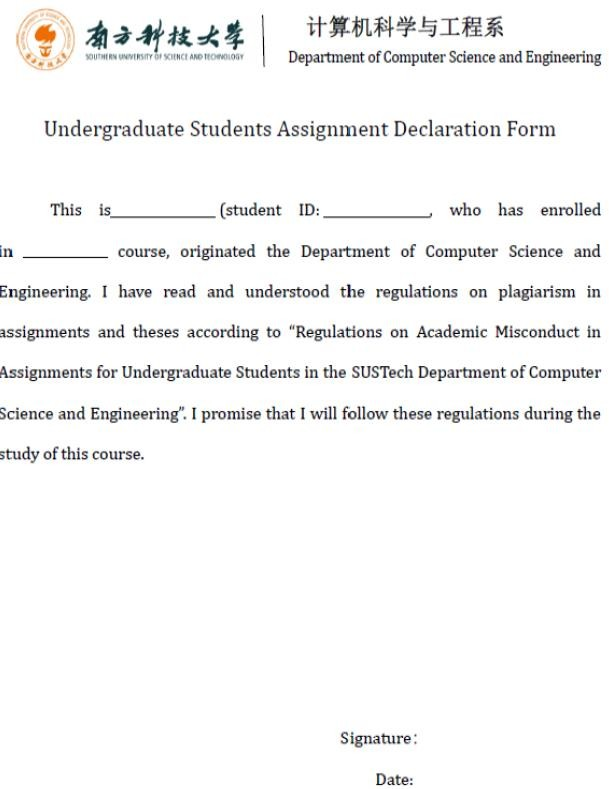 南方科技大学
SOUTHERN UNIVERSITY OF SCIENCE AND TECHNOLOGY
计算机科学与工程系
Department of Computer Science and Engineering
Undergraduate Students Assignment Declaration Form
This is____________ (student ID: ____________, who has enrolled
in __________ course, originated the Department of Computer Science and
Engineering. I have read and understood the regulations on plagiarism in
assignments and theses according to “Regulations on Academic Misconduct in
Assignments for Undergraduate Students in the SUSTech Department of Computer
Science and Engineering”. I promise that I will follow these regulations during the
study of this course.
Signature：
Date: